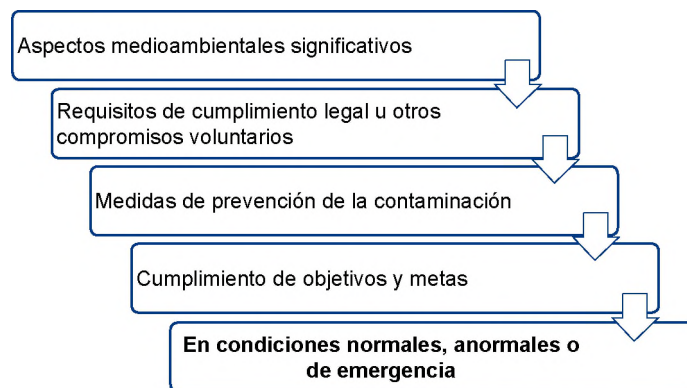 Aspectos medioambientales significativos
Requisitos de cumplimiento legal u otros
compromisos voluntarios
Medidas de prevención de la contaminación
Cumplimiento de objetivos y metas
En condiciones normales, anormales o
de emergencia